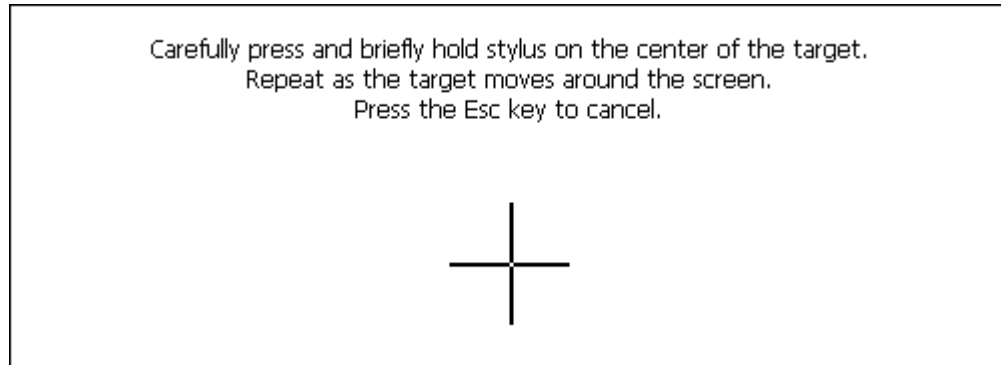 Carefully press and briefly hold stylus on the center of the target.
Repeat as the target moves around the screen.
Press the Esc key to cancel.